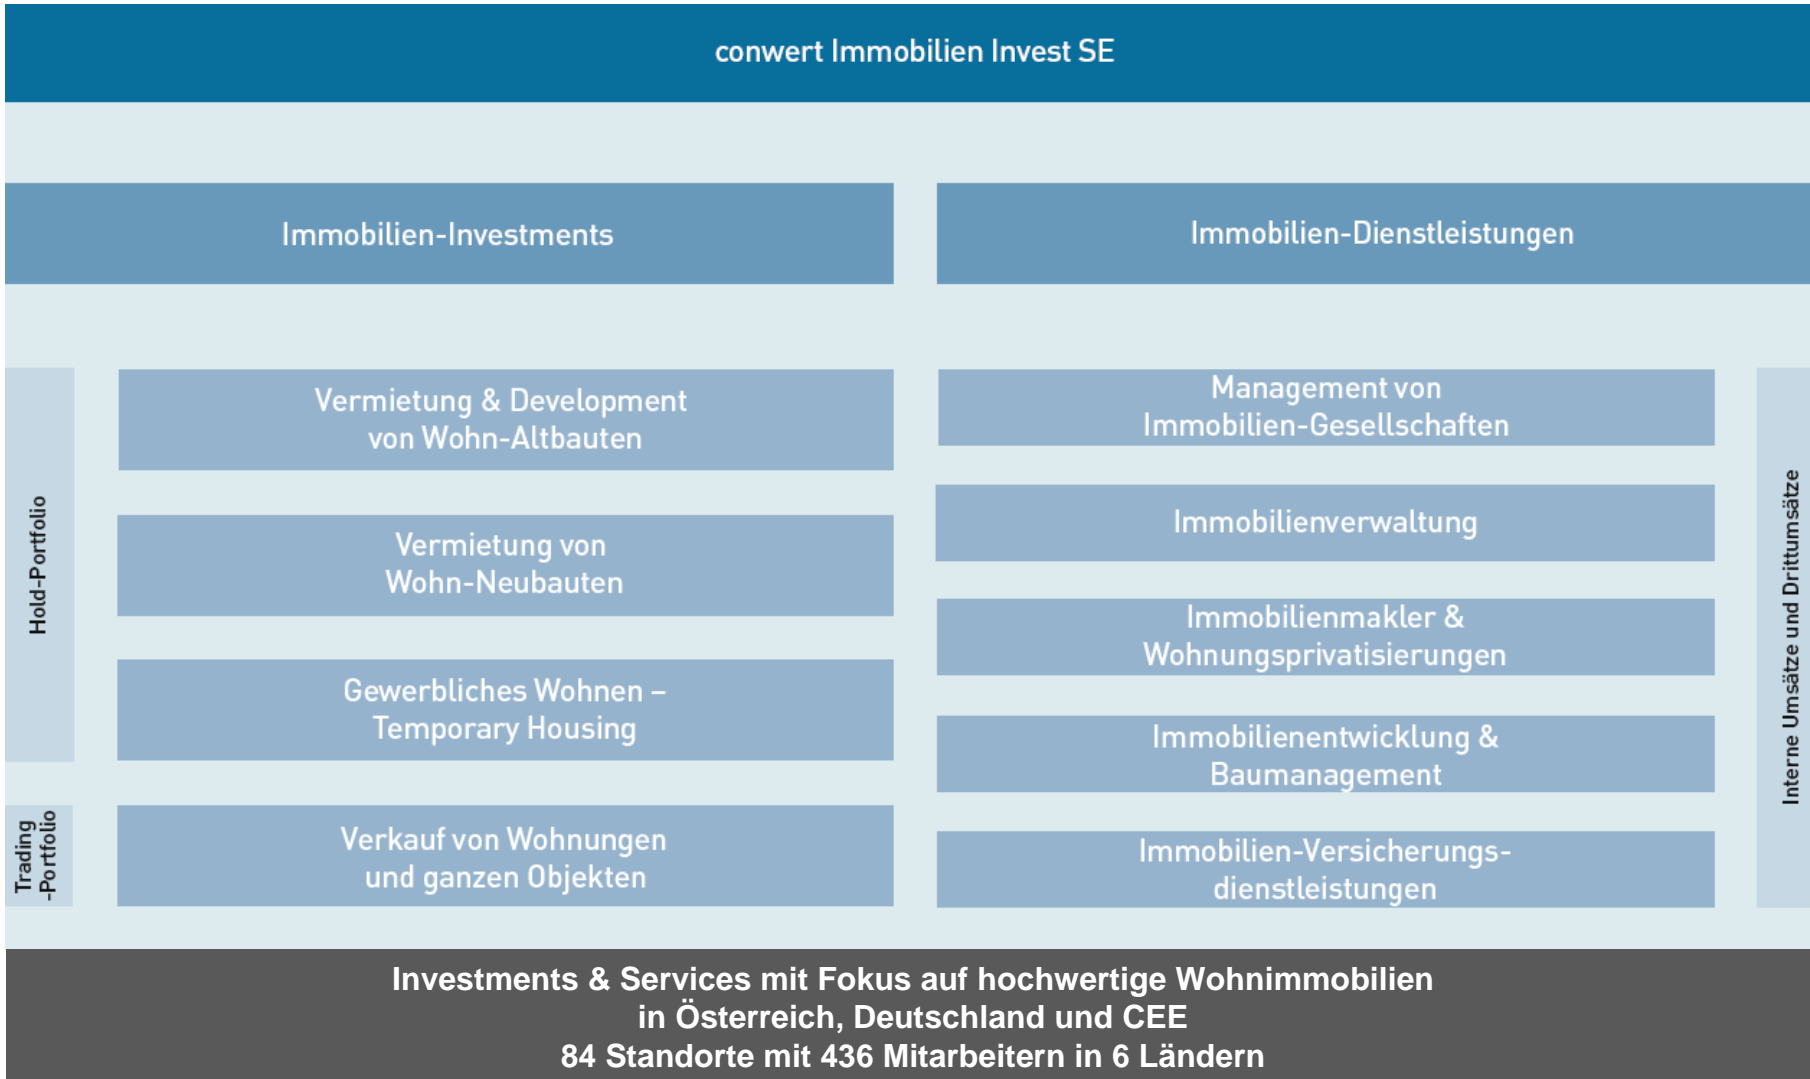 conwert Immobilien Invest SE
Immobilien-Investments
Immobilien-Dienstleistungen
Hold-Portfolio
Vermietung & Development
von Wohn-Altbauten
Vermietung von
Wohn-Neubauten
Gewerbliches Wohnen –
Temporary Housing
Trading
-Portfolio
Verkauf von Wohnungen
und ganzen Objekten
Management von
Immobilien-Gesellschaften
Immobilienverwaltung
Immobilienmakler &
Wohnungsprivatisierungen
Immobilienentwicklung &
Baumanagement
Immobilien-Versicherungs-
dienstleistungen
Interne Umsätze und Drittumsätze
Investments & Services mit Fokus auf hochwertige Wohnimmobilien
in Österreich, Deutschland und CEE
84 Standorte mit 436 Mitarbeitern in 6 Ländern